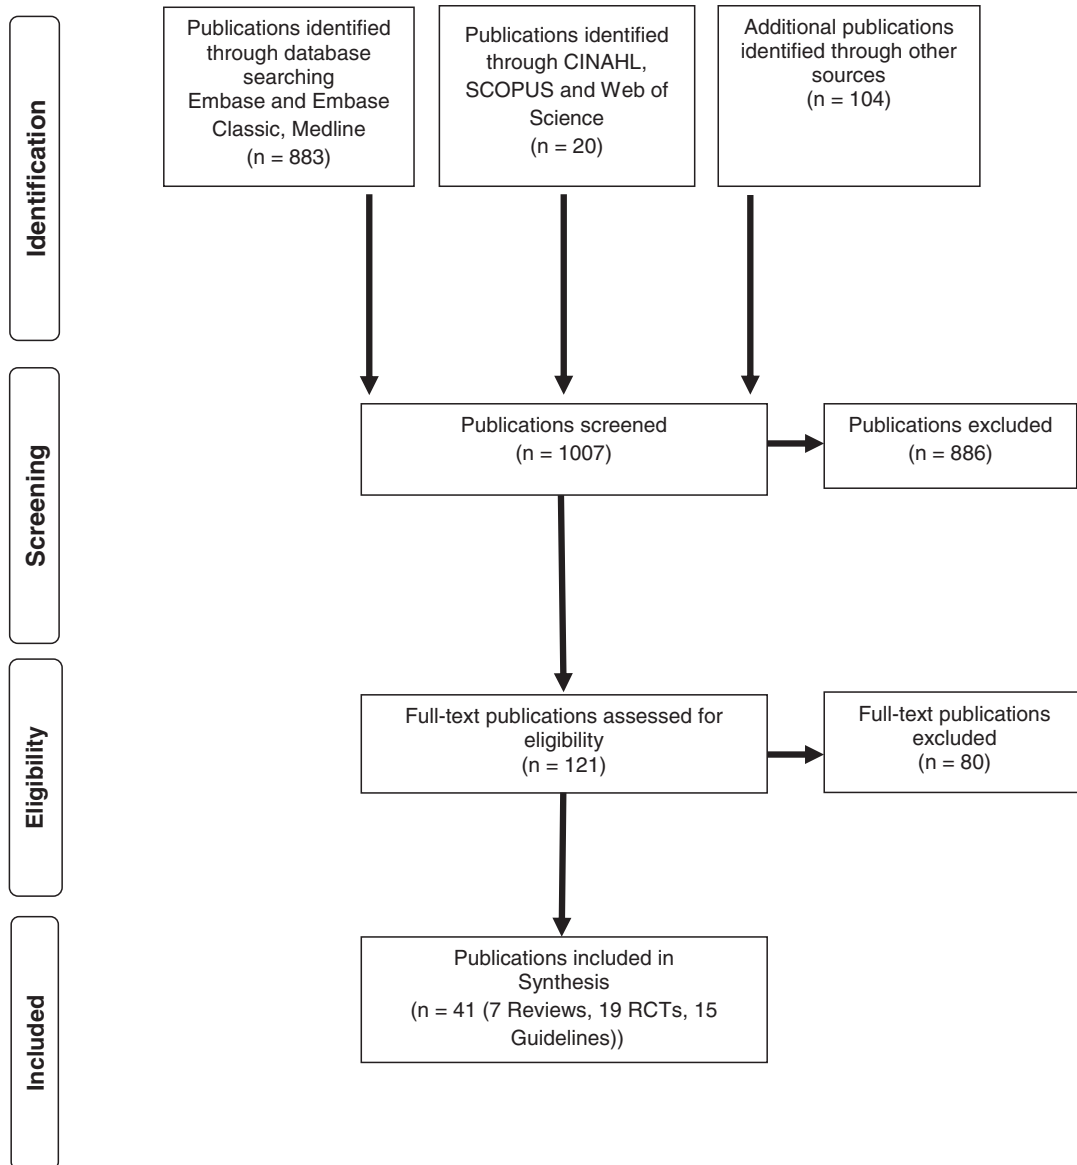 Identification
Publications identified
through database
searching
Embase and Embase
Classic, Medline
(n = 883)
Publications identified
through CINAHL,
SCOPUS and Web of
Science
(n = 20)
Additional publications
identified through other
sources
(n = 104)
Screening
Publications screened
(n = 1007)
Publications excluded
(n = 886)
Eligibility
Full-text publications assessed for
eligibility
(n = 121)
Full-text publications
excluded
(n = 80)
Included
Publications included in
Synthesis
(n = 41 (7 Reviews, 19 RCTs, 15
Guidelines))